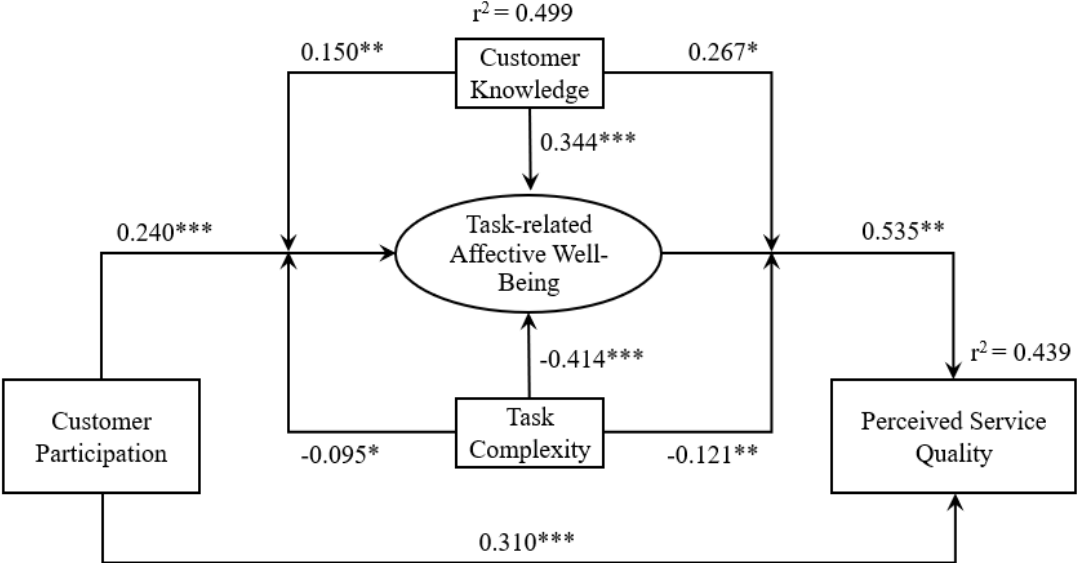 r² = 0.499
0.150**
Customer
Knowledge
0.267*
0.344***
0.240***
Task-related
Affective Well-
Being
0.535**
-0.414***
r² = 0.439
Customer
Participation
Task
Complexity
Perceived Service
Quality
-0.095*
-0.121**
0.310***